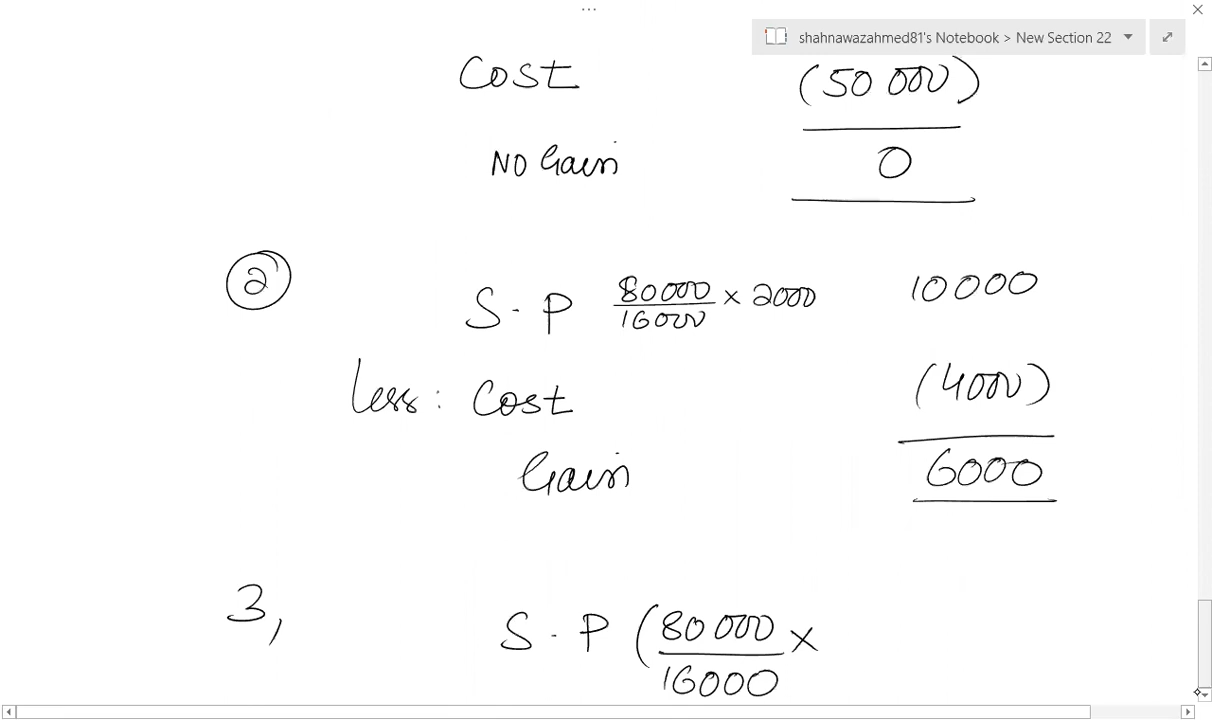 ...
shahnawazahmed81's Notebook > New Section 22
Cost (50 000)
NO Gain 0
2 S.P 80000/16000 × 2000 10000
Less: Cost (4000)
Gain 6000
3, S.P (80 000/16000 ×